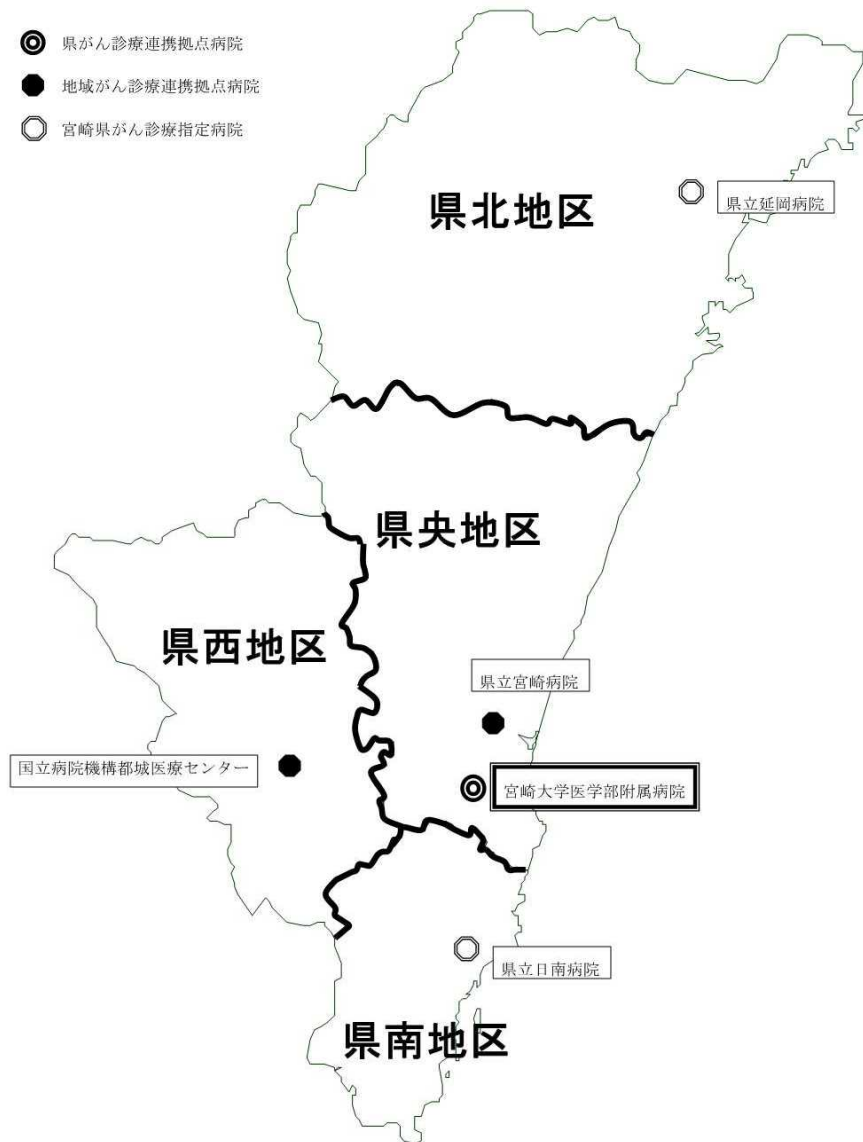 県がん診療連携拠点病院
地域がん診療連携拠点病院
宮崎県がん診療指定病院
県北地区
県立延岡病院
県央地区
県西地区
県立宮崎病院
国立病院機構都城医療センター
宮崎大学医学部附属病院
県立日南病院
県南地区